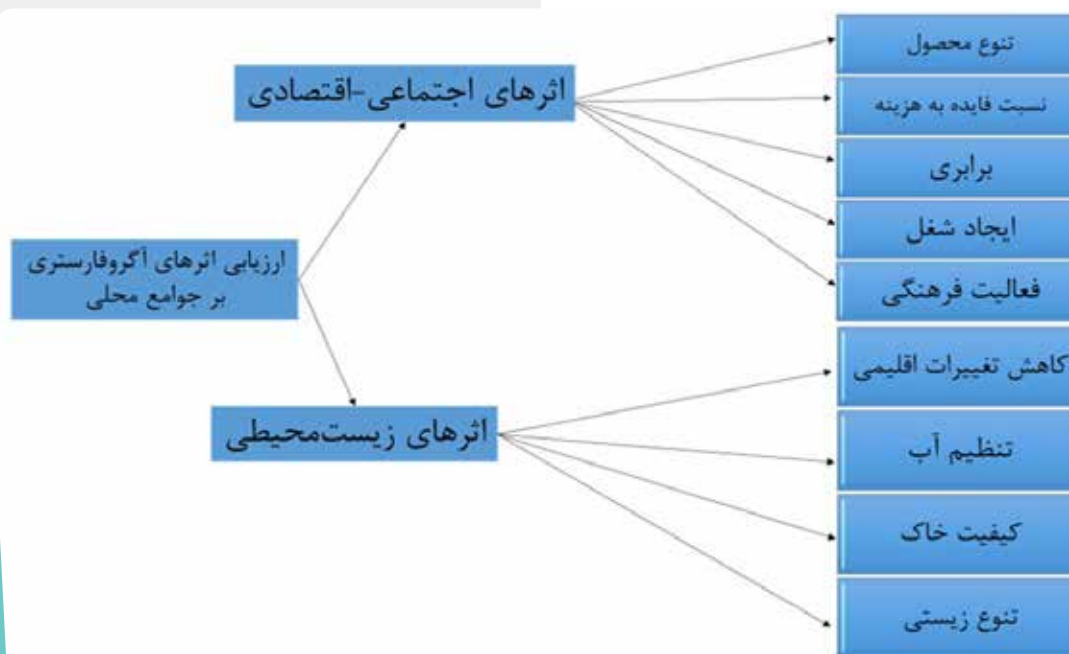 ارزیابی اثرهای آگروفارستری
بر جوامع محلی
اثرهای اجتماعی-اقتصادی
تنوع محصول
نسبت فایده به هزینه
برابری
ایجاد شغل
فعالیت فرهنگی
اثرهای زیست‌محیطی
کاهش تغییرات اقلیمی
تنظیم آب
کیفیت خاک
تنوع زیستی